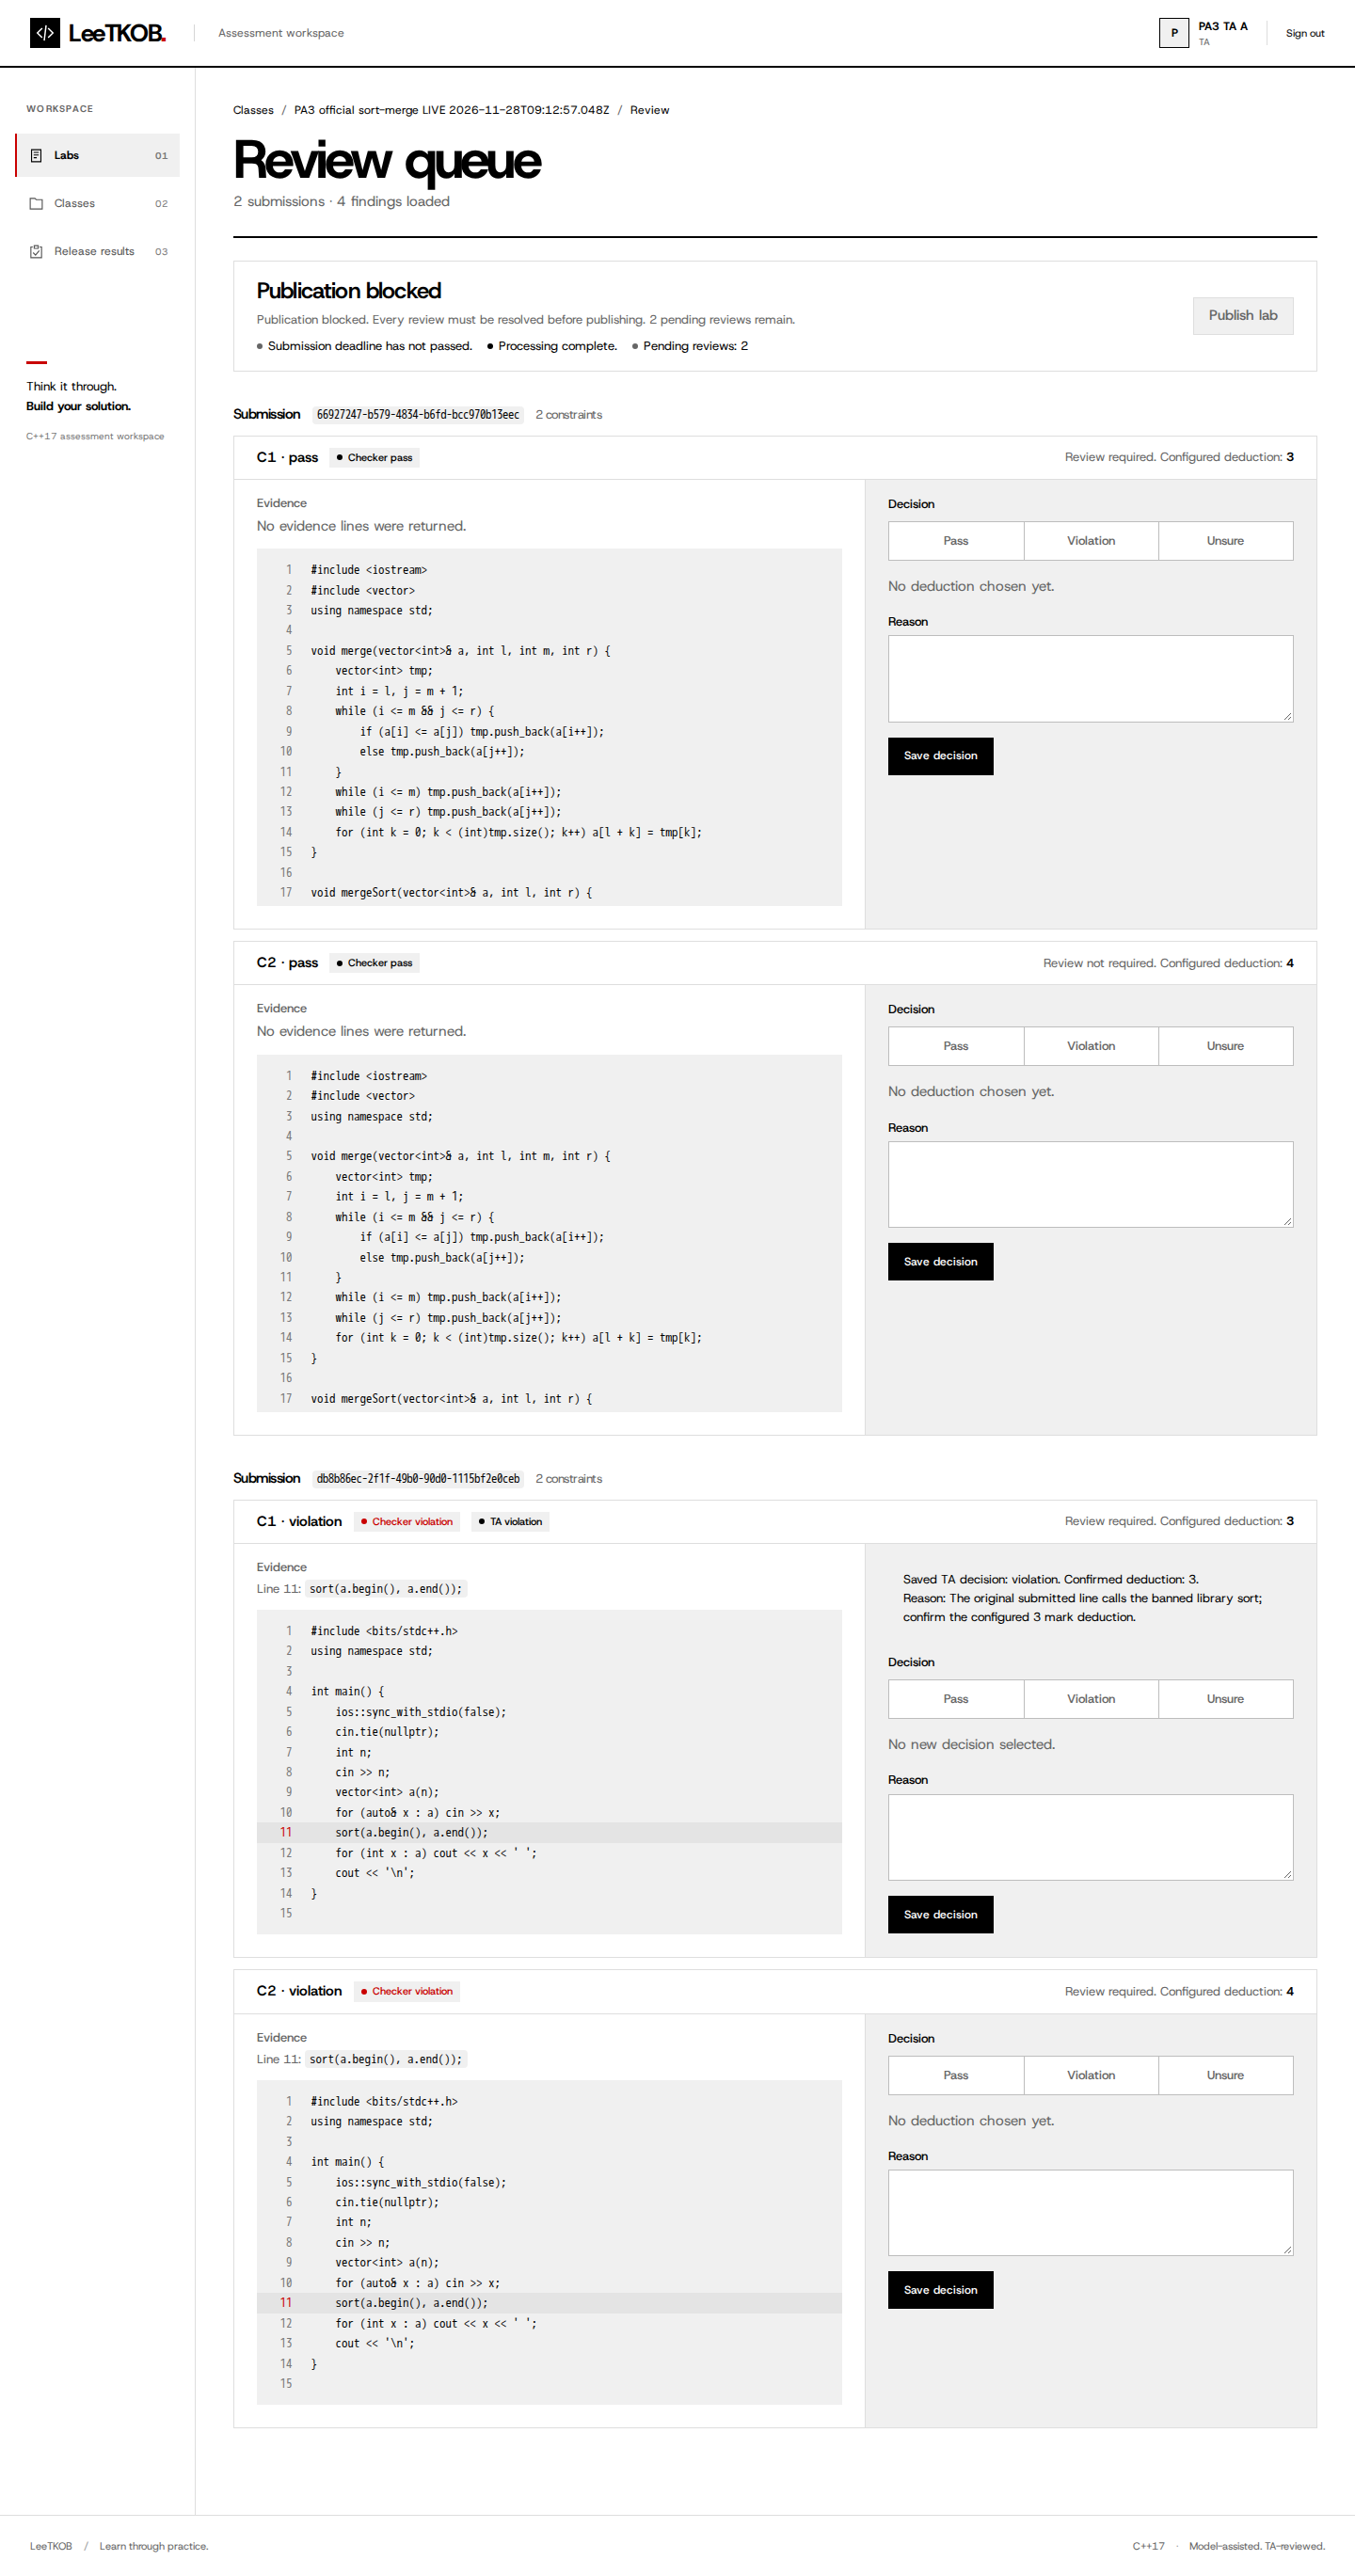 LeeTKOB.
Assessment workspace
P
PA3 TA A
TA
Sign out
WORKSPACE
Labs 01
Classes 02
Release results 03
Think it through.
Build your solution.
C++17 assessment workspace
Classes / PA3 official sort-merge LIVE 2026-11-28T09:12:57.048Z / Review
Review queue
2 submissions · 4 findings loaded
Publication blocked
Publication blocked. Every review must be resolved before publishing. 2 pending reviews remain.
Submission deadline has not passed. Processing complete. Pending reviews: 2
Publish lab
Submission 66927247-b579-4834-b6fd-bcc970b13eec 2 constraints
C1 · pass Checker pass Review required. Configured deduction: 3
Evidence
No evidence lines were returned.
1 #include <iostream>
2 #include <vector>
3 using namespace std;
4
5 void merge(vector<int>& a, int l, int m, int r) {
6 vector<int> tmp;
7 int i = l, j = m + 1;
8 while (i <= m && j <= r) {
9 if (a[i] <= a[j]) tmp.push_back(a[i++]);
10 else tmp.push_back(a[j++]);
11 }
12 while (i <= m) tmp.push_back(a[i++]);
13 while (j <= r) tmp.push_back(a[j++]);
14 for (int k = 0; k < (int)tmp.size(); k++) a[l + k] = tmp[k];
15 }
16
17 void mergeSort(vector<int>& a, int l, int r) {
Decision
Pass Violation Unsure
No deduction chosen yet.
Reason
Save decision
C2 · pass Checker pass Review not required. Configured deduction: 4
Evidence
No evidence lines were returned.
1 #include <iostream>
2 #include <vector>
3 using namespace std;
4
5 void merge(vector<int>& a, int l, int m, int r) {
6 vector<int> tmp;
7 int i = l, j = m + 1;
8 while (i <= m && j <= r) {
9 if (a[i] <= a[j]) tmp.push_back(a[i++]);
10 else tmp.push_back(a[j++]);
11 }
12 while (i <= m) tmp.push_back(a[i++]);
13 while (j <= r) tmp.push_back(a[j++]);
14 for (int k = 0; k < (int)tmp.size(); k++) a[l + k] = tmp[k];
15 }
16
17 void mergeSort(vector<int>& a, int l, int r) {
Decision
Pass Violation Unsure
No deduction chosen yet.
Reason
Save decision
Submission db8b86ec-2f1f-49b0-90d0-1115bf2e0ceb 2 constraints
C1 · violation Checker violation TA violation Review required. Configured deduction: 3
Evidence
Line 11: sort(a.begin(), a.end());
1 #include <bits/stdc++.h>
2 using namespace std;
3
4 int main() {
5 ios::sync_with_stdio(false);
6 cin.tie(nullptr);
7 int n;
8 cin >> n;
9 vector<int> a(n);
10 for (auto& x : a) cin >> x;
11 sort(a.begin(), a.end());
12 for (int x : a) cout << x << ' ';
13 cout << '\n';
14 }
15
Saved TA decision: violation. Confirmed deduction: 3.
Reason: The original submitted line calls the banned library sort;
confirm the configured 3 mark deduction.
Decision
Pass Violation Unsure
No new decision selected.
Reason
Save decision
C2 · violation Checker violation Review required. Configured deduction: 4
Evidence
Line 11: sort(a.begin(), a.end());
1 #include <bits/stdc++.h>
2 using namespace std;
3
4 int main() {
5 ios::sync_with_stdio(false);
6 cin.tie(nullptr);
7 int n;
8 cin >> n;
9 vector<int> a(n);
10 for (auto& x : a) cin >> x;
11 sort(a.begin(), a.end());
12 for (int x : a) cout << x << ' ';
13 cout << '\n';
14 }
15
Decision
Pass Violation Unsure
No deduction chosen yet.
Reason
Save decision
LeeTKOB / Learn through practice.
C++17 · Model-assisted. TA-reviewed.